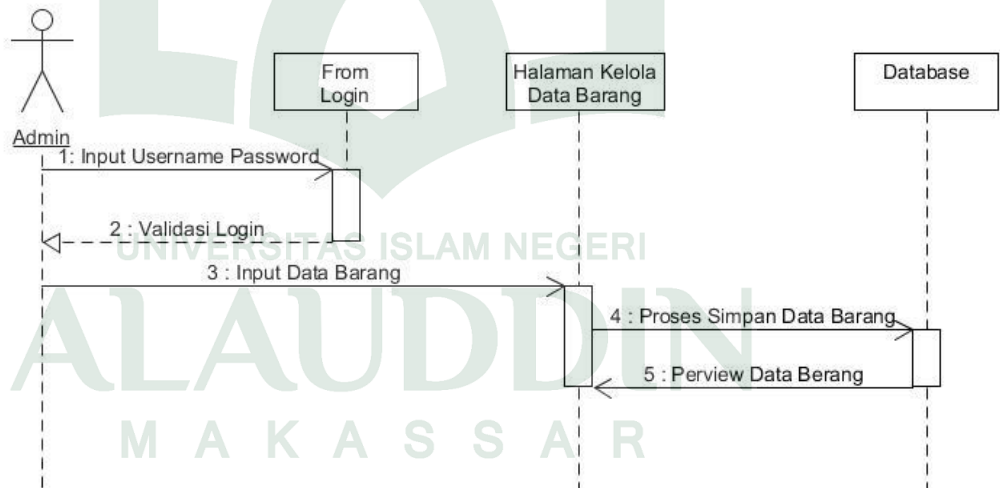 From
Login
Halaman Kelola
Data Barang
Database
Admin
1: Input Username Password
2 : Validasi Login
UNIVERSITAS ISLAM NEGERI
3 : Input Data Barang
4 : Proses Simpan Data Barang
ALAUDDIN
5 : Perview Data Berang
MAKASSAR